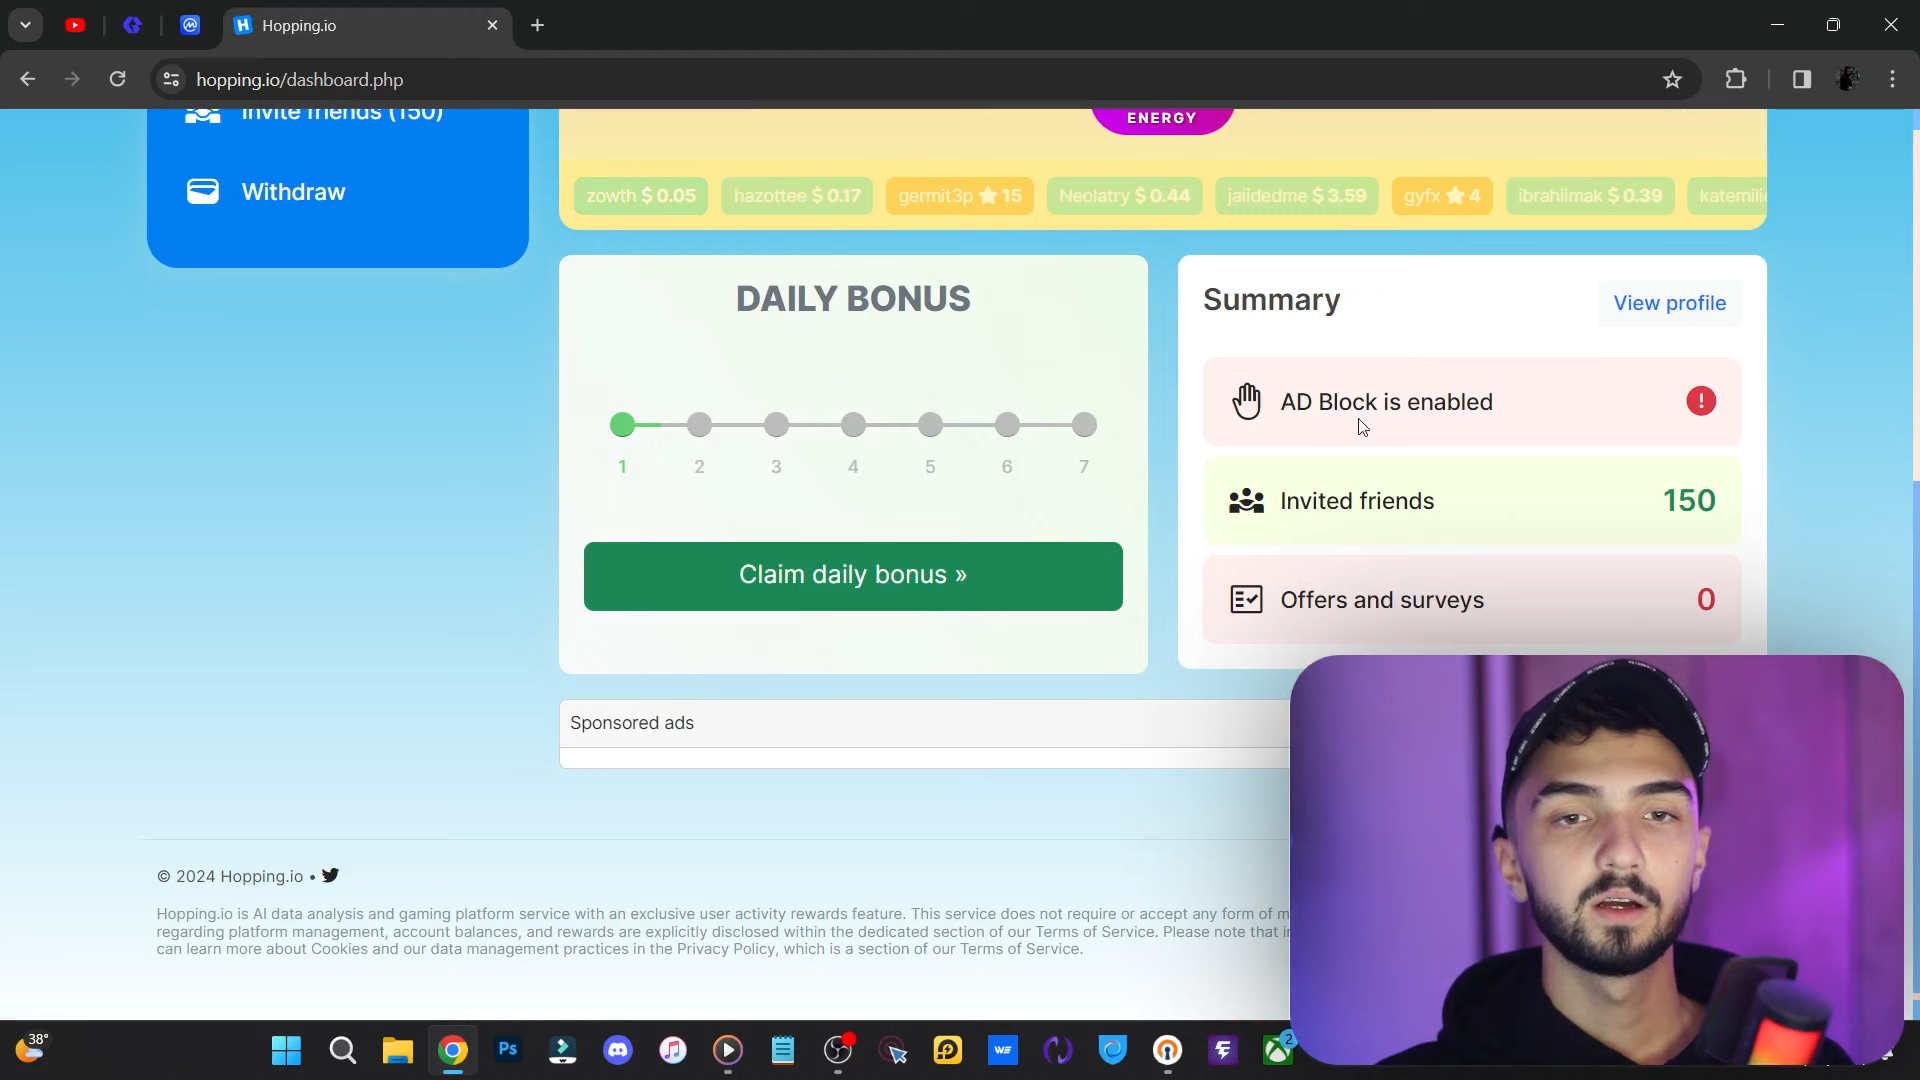 Hopping.io
hopping.io/dashboard.php
Invite friends (150)
ENERGY
Withdraw
zowth $ 0.05
hazottee $ 0.17
germit3p 15
Neolatry $ 0.44
jaiidedme $ 3.59
gyfx 4
ibrahiimak $ 0.39
DAILY BONUS
1 2 3 4 5 6 7
Claim daily bonus »
Summary
View profile
AD Block is enabled
Invited friends 150
Offers and surveys 0
Sponsored ads
© 2024 Hopping.io •
Hopping.io is AI data analysis and gaming platform service with an exclusive user activity rewards feature. This service does not require or accept any form of
regarding platform management, account balances, and rewards are explicitly disclosed within the dedicated section of our Terms of Service. Please note that
can learn more about Cookies and our data management practices in the Privacy Policy, which is a section of our Terms of Service.
38°
Ps
WE
2